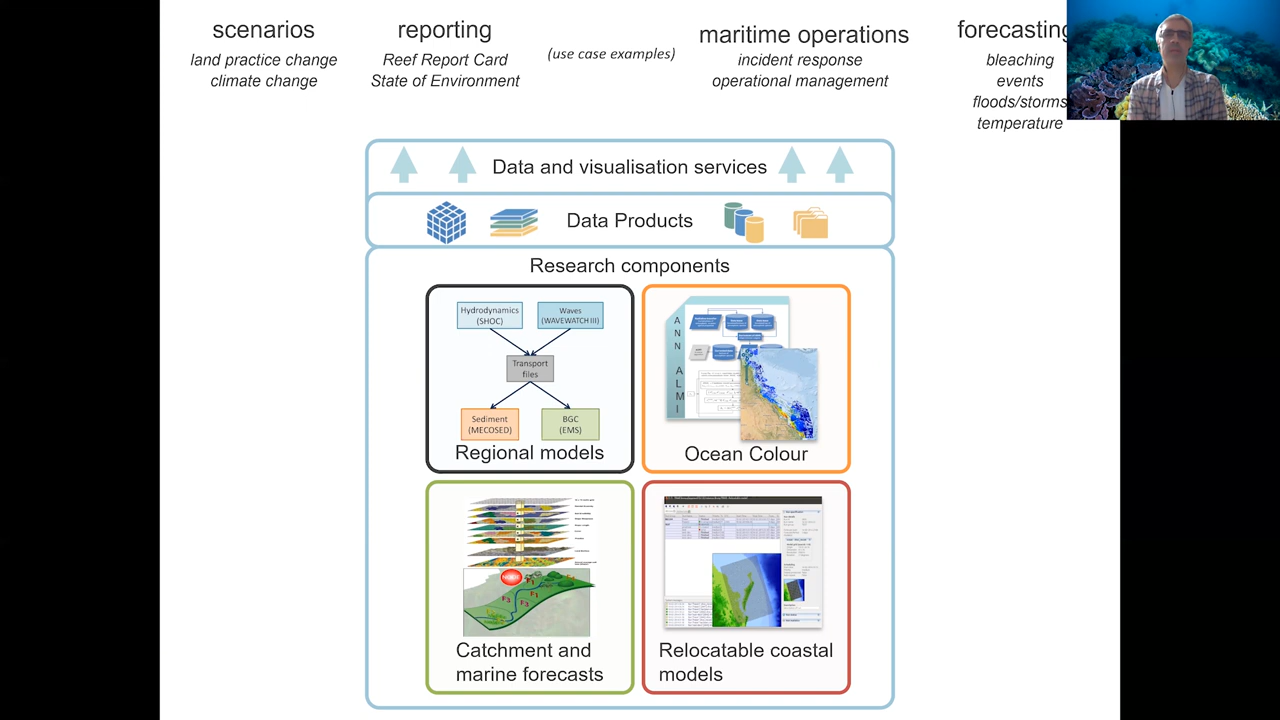 scenarios
land practice change
climate change
reporting
Reef Report Card
State of Environment
(use case examples)
maritime operations
incident response
operational management
forecasting
bleaching
events
floods/storms
temperature
Data and visualisation services
Data Products
Research components
Hydrodynamics
(SHOC)
Waves
(WAVEWATCH III)
Transport
files
Sediment
(MECOSED)
BGC
(EMS)
Regional models
ANN
ALMI
Ocean Colour
F1
F3
Catchment and
marine forecasts
Relocatable coastal
models